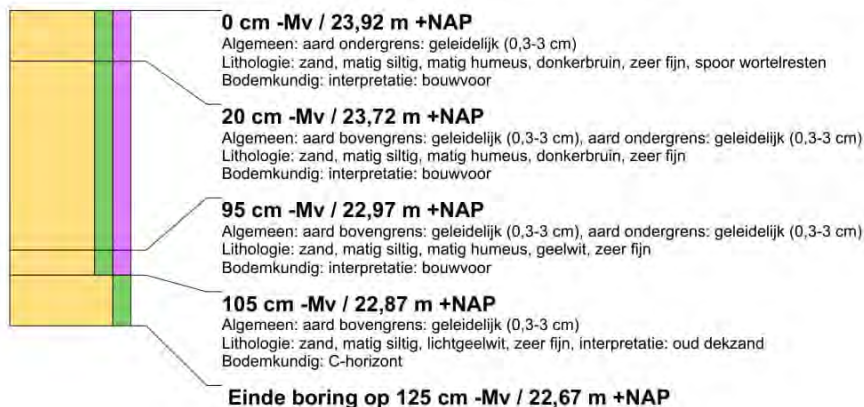 0 cm -Mv / 23,92 m +NAP
Algemeen: aard ondergrens: geleidelijk (0,3-3 cm)
Lithologie: zand, matig siltig, matig humeus, donkerbruin, zeer fijn, spoor wortelresten
Bodemkundig: interpretatie: bouwvoor
20 cm -Mv / 23,72 m +NAP
Algemeen: aard bovengrens: geleidelijk (0,3-3 cm), aard ondergrens: geleidelijk (0,3-3 cm)
Lithologie: zand, matig siltig, matig humeus, donkerbruin, zeer fijn
Bodemkundig: interpretatie: bouwvoor
95 cm -Mv / 22,97 m +NAP
Algemeen: aard bovengrens: geleidelijk (0,3-3 cm), aard ondergrens: geleidelijk (0,3-3 cm)
Lithologie: zand, matig siltig, matig humeus, geelwit, zeer fijn
Bodemkundig: interpretatie: bouwvoor
105 cm -Mv / 22,87 m +NAP
Algemeen: aard bovengrens: geleidelijk (0,3-3 cm)
Lithologie: zand, matig siltig, lichtgeelwit, zeer fijn, interpretatie: oud dekzand
Bodemkundig: C-horizont
Einde boring op 125 cm -Mv / 22,67 m +NAP